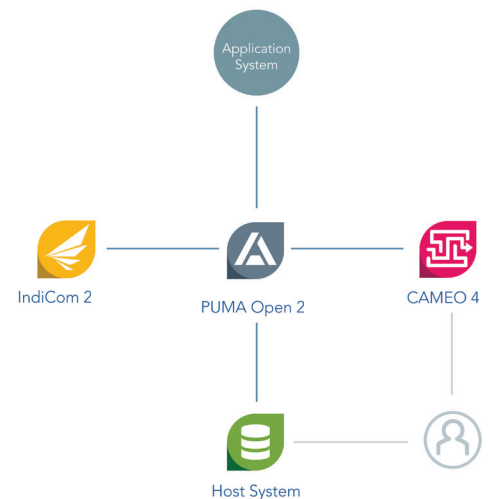 Application
System
IndiCom 2
PUMA Open 2
CAMEO 4
Host System